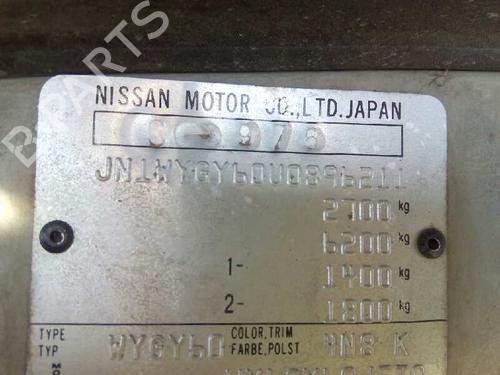 B-PARTS
NISSAN MOTOR CO.,LTD.JAPAN
JN1WYGY60U0896211
2700 kg
6200 kg
1- 1400 kg
2- 1800 kg
TYPE COLOR,TRIM
TYP WYGY60 FARBE,POLST K